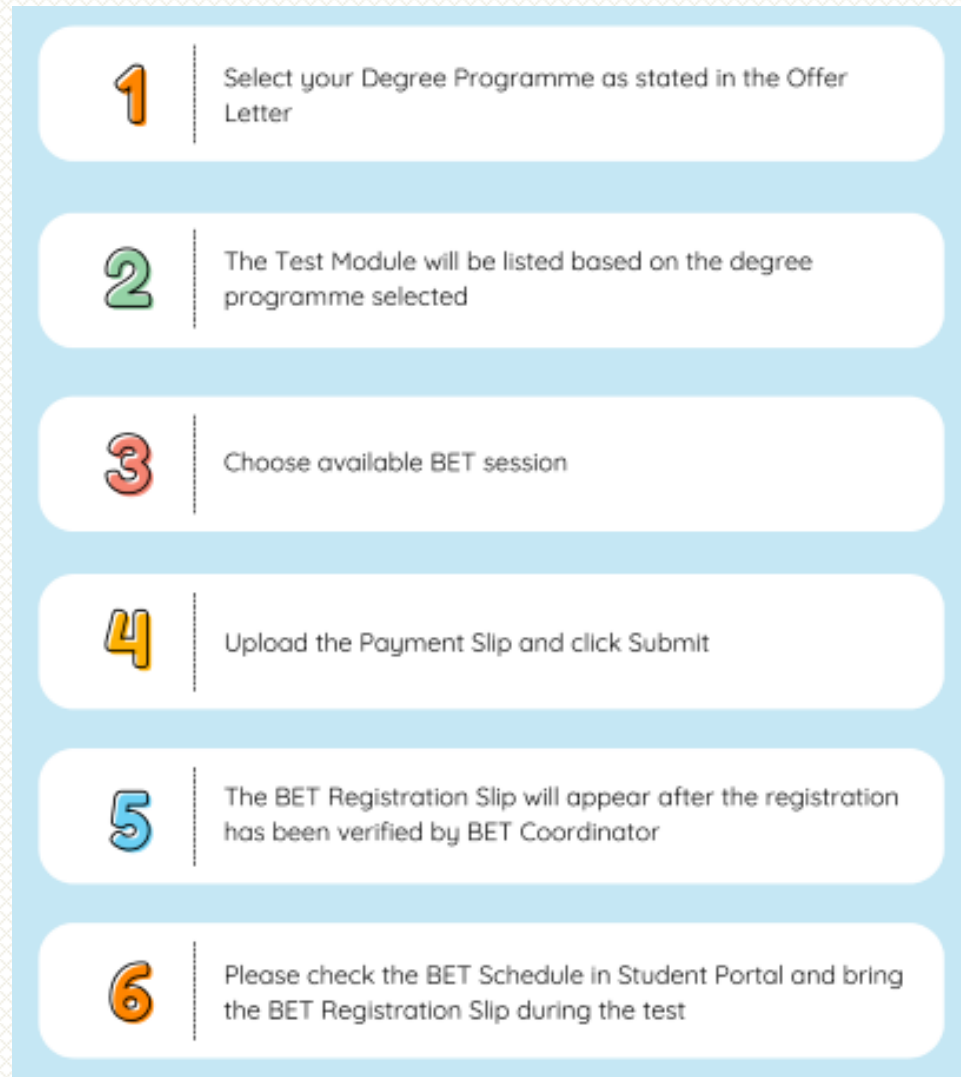 1
Select your Degree Programme as stated in the Offer
Letter
2
The Test Module will be listed based on the degree
programme selected
3
Choose available BET session
4
Upload the Payment Slip and click Submit
5
The BET Registration Slip will appear after the registration
has been verified by BET Coordinator
6
Please check the BET Schedule in Student Portal and bring
the BET Registration Slip during the test